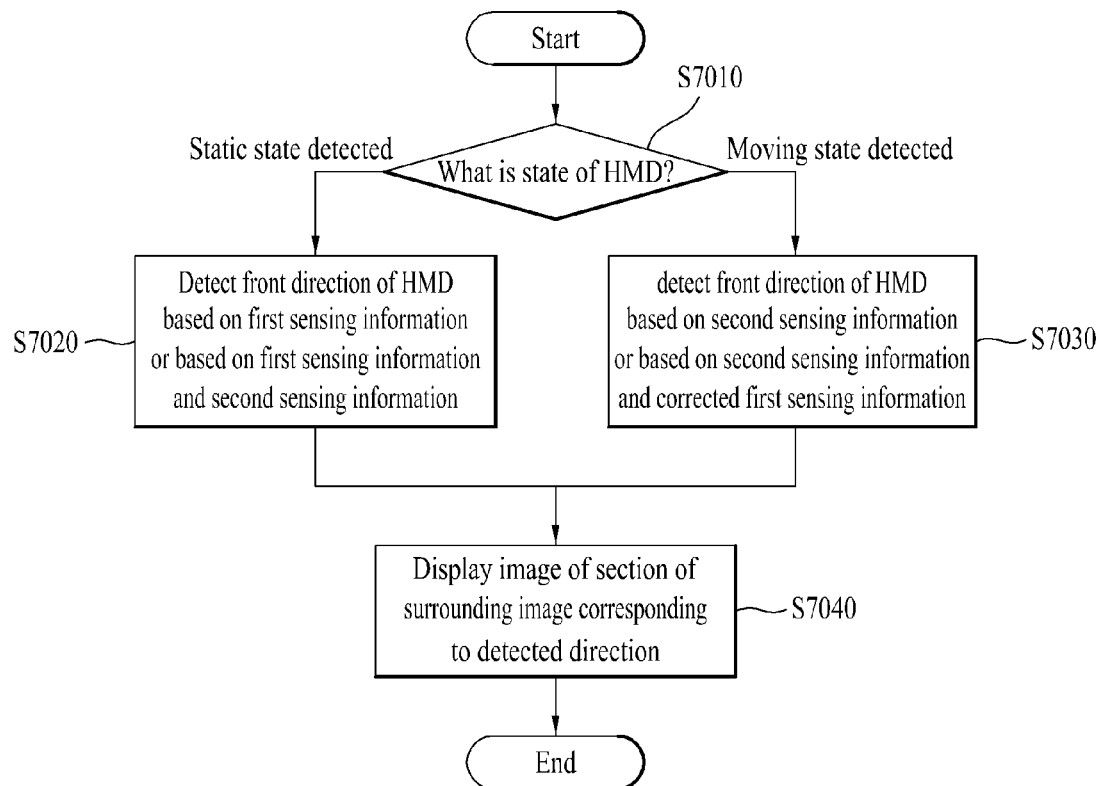 Start
S7010
Static state detected
Moving state detected
What is state of HMD?
Detect front direction of HMD
based on first sensing information
or based on first sensing information
and second sensing information
S7020
detect front direction of HMD
based on second sensing information
or based on second sensing information
and corrected first sensing information
S7030
Display image of section of
surrounding image corresponding
to detected direction
S7040
End